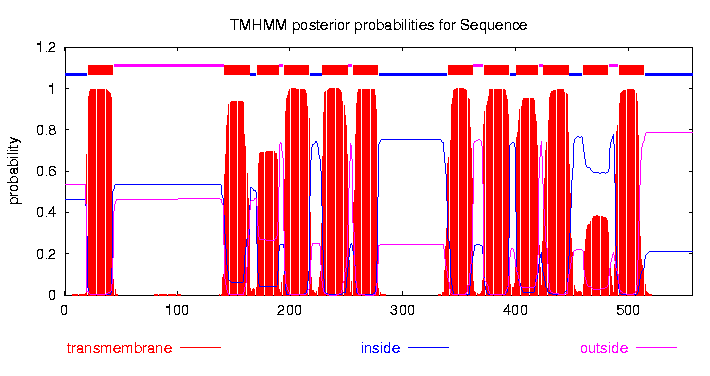 TMHMM posterior probabilities for Sequence
1.2
1
0.8
0.6
0.4
0.2
0
probability
0 100 200 300 400 500
transmembrane inside outside